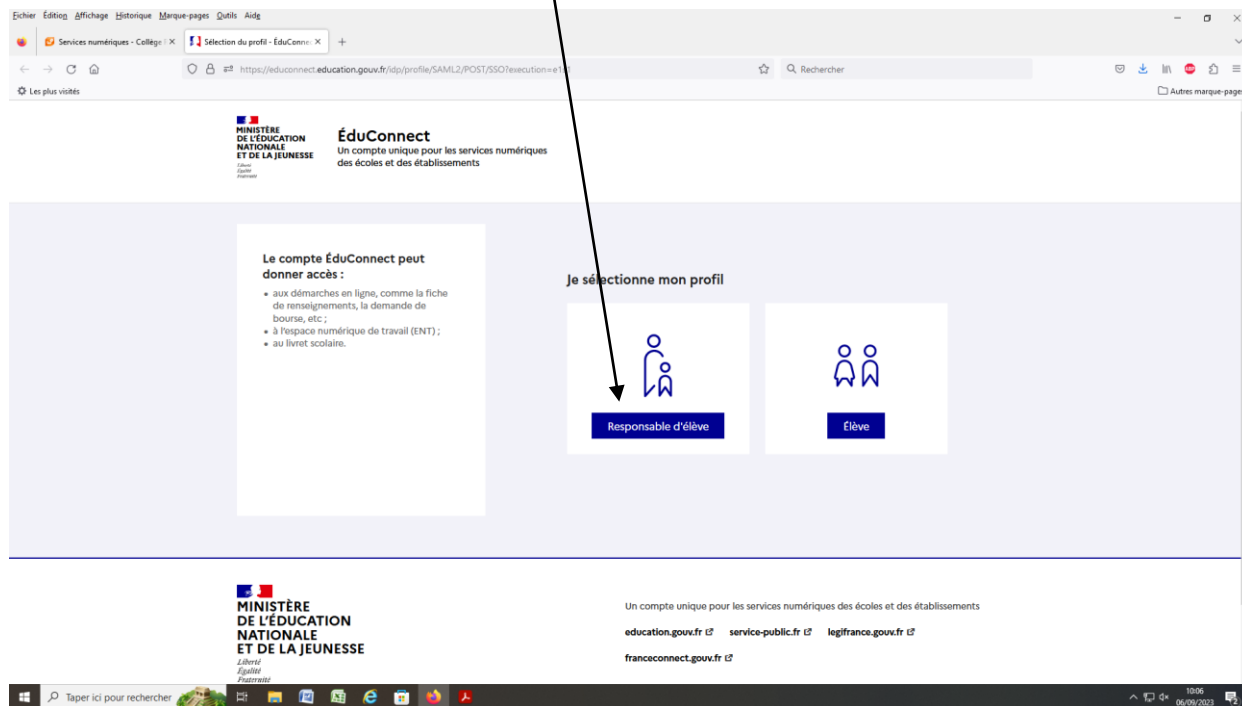 Fichier Édition Affichage Historique Marque-pages Outils Aide
Services numériques - Collège
Sélection du profil - ÉduConne
https://educonnect.education.gouv.fr/idp/profile/SAML2/POST/SSO?execution=e1
Rechercher
Les plus visités
Autres marque-page
MINISTÈRE
DE L'ÉDUCATION
NATIONALE
ET DE LA JEUNESSE
Liberté
Égalité
Fraternité
ÉduConnect
Un compte unique pour les services numériques
des écoles et des établissements
Le compte ÉduConnect peut
donner accès :
• aux démarches en ligne, comme la fiche
de renseignements, la demande de
bourse, etc ;
• à l'espace numérique de travail (ENT) ;
• au livret scolaire.
Je sélectionne mon profil
Responsable d'élève
Élève
MINISTÈRE
DE L'ÉDUCATION
NATIONALE
ET DE LA JEUNESSE
Liberté
Égalité
Fraternité
Un compte unique pour les services numériques des écoles et des établissements
education.gouv.fr service-public.fr legifrance.gouv.fr
franceconnect.gouv.fr
Taper ici pour rechercher
10:06
06/09/2023